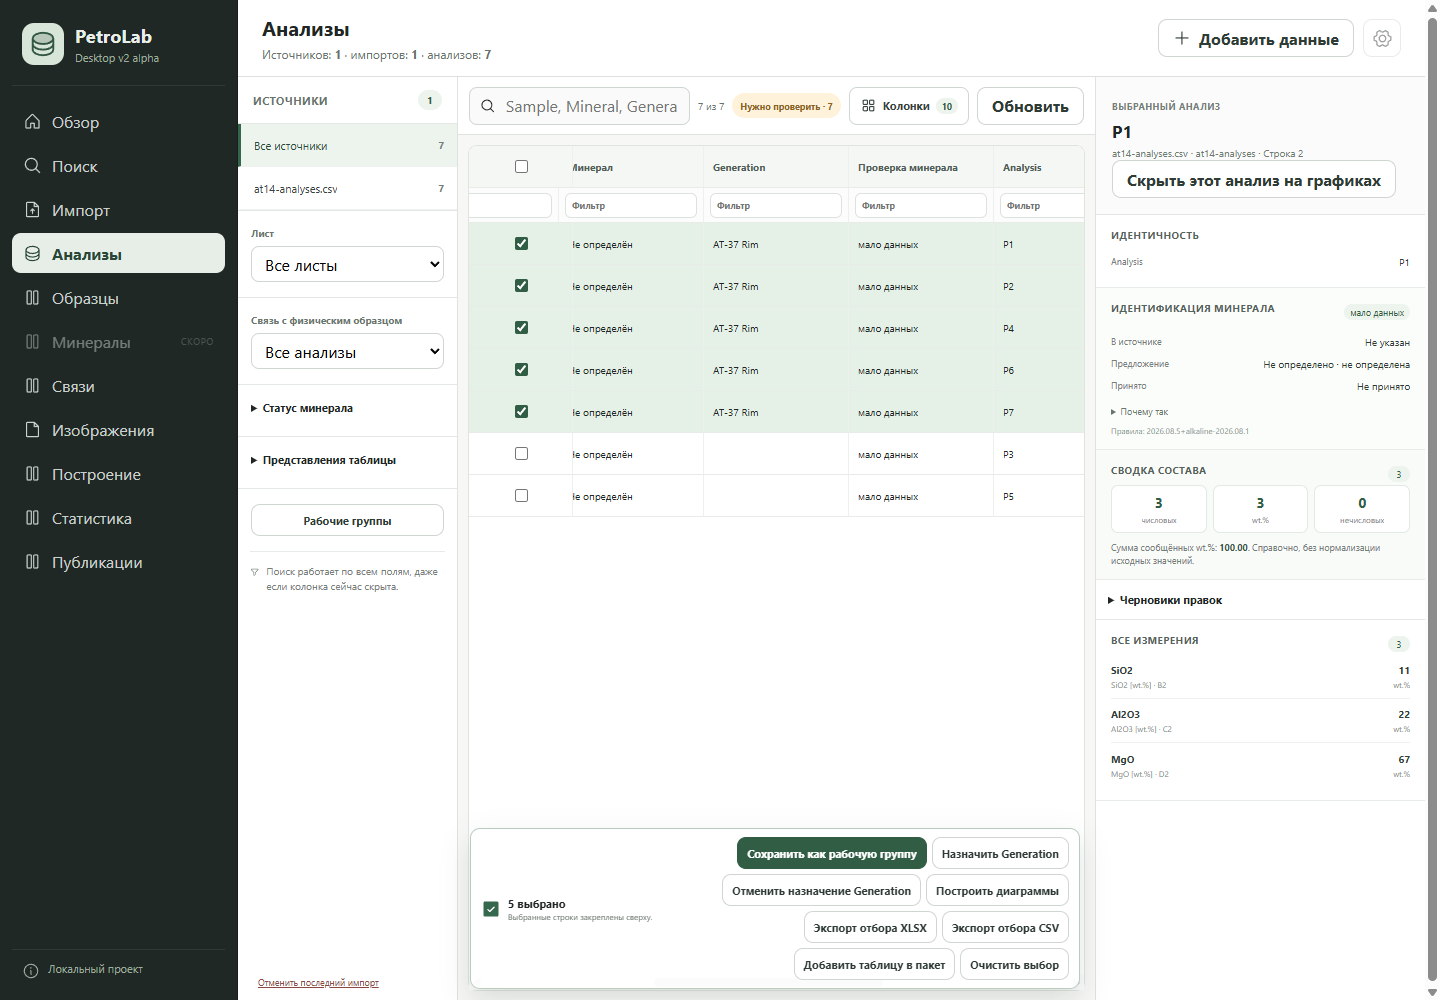 PetroLab
Desktop v2 alpha
Обзор
Поиск
Импорт
Анализы
Образцы
Минералы СКОРО
Связи
Изображения
Построение
Статистика
Публикации
Локальный проект
Анализы
Источников: 1 · импортов: 1 · анализов: 7
Добавить данные
ИСТОЧНИКИ 1
Все источники 7
at14-analyses.csv 7
Лист
Все листы
Связь с физическим образцом
Все анализы
Статус минерала
Представления таблицы
Рабочие группы
Поиск работает по всем полям, даже
если колонка сейчас скрыта.
Отменить последний импорт
Sample, Mineral, Genera
7 из 7
Нужно проверить · 7
Колонки 10
Обновить
Минерал Generation Проверка минерала Analysis
Фильтр Фильтр Фильтр Фильтр
Не определён AT-37 Rim мало данных P1
Не определён AT-37 Rim мало данных P2
Не определён AT-37 Rim мало данных P4
Не определён AT-37 Rim мало данных P6
Не определён AT-37 Rim мало данных P7
Не определён мало данных P3
Не определён мало данных P5
5 выбрано
Выбранные строки закреплены сверху.
Сохранить как рабочую группу Назначить Generation
Отменить назначение Generation Построить диаграммы
Экспорт отбора XLSX Экспорт отбора CSV
Добавить таблицу в пакет Очистить выбор
ВЫБРАННЫЙ АНАЛИЗ
P1
at14-analyses.csv · at14-analyses · Строка 2
Скрыть этот анализ на графиках
ИДЕНТИЧНОСТЬ
Analysis P1
ИДЕНТИФИКАЦИЯ МИНЕРАЛА мало данных
В источнике Не указан
Предложение Не определено · не определена
Принято Не принято
Почему так
Правила: 2026.08.5+alkaline-2026.08.1
СВОДКА СОСТАВА 3
3 3 0
числовых wt.% нечисловых
Сумма сообщённых wt.%: 100.00. Справочно, без нормализации
исходных значений.
Черновики правок
ВСЕ ИЗМЕРЕНИЯ 3
SiO2 11
SiO2 [wt.%] · B2 wt.%
Al2O3 22
Al2O3 [wt.%] · C2 wt.%
MgO 67
MgO [wt.%] · D2 wt.%